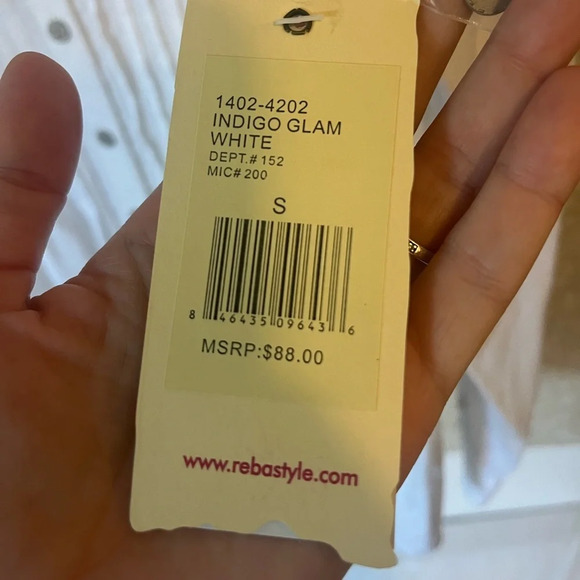 1402-4202
INDIGO GLAM
WHITE
DEPT.# 152
MIC# 200
S
8 46435 09643 6
MSRP:$88.00
www.rebastyle.com